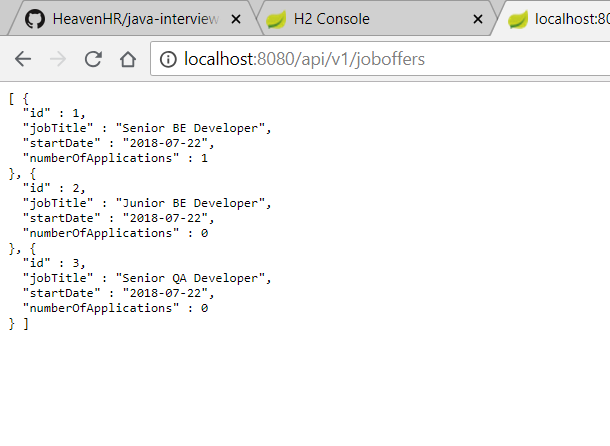 HeavenHR/java-interview
H2 Console
localhost:8080
localhost:8080/api/v1/joboffers
[ {
  "id" : 1,
  "jobTitle" : "Senior BE Developer",
  "startDate" : "2018-07-22",
  "numberOfApplications" : 1
}, {
  "id" : 2,
  "jobTitle" : "Junior BE Developer",
  "startDate" : "2018-07-22",
  "numberOfApplications" : 0
}, {
  "id" : 3,
  "jobTitle" : "Senior QA Developer",
  "startDate" : "2018-07-22",
  "numberOfApplications" : 0
} ]